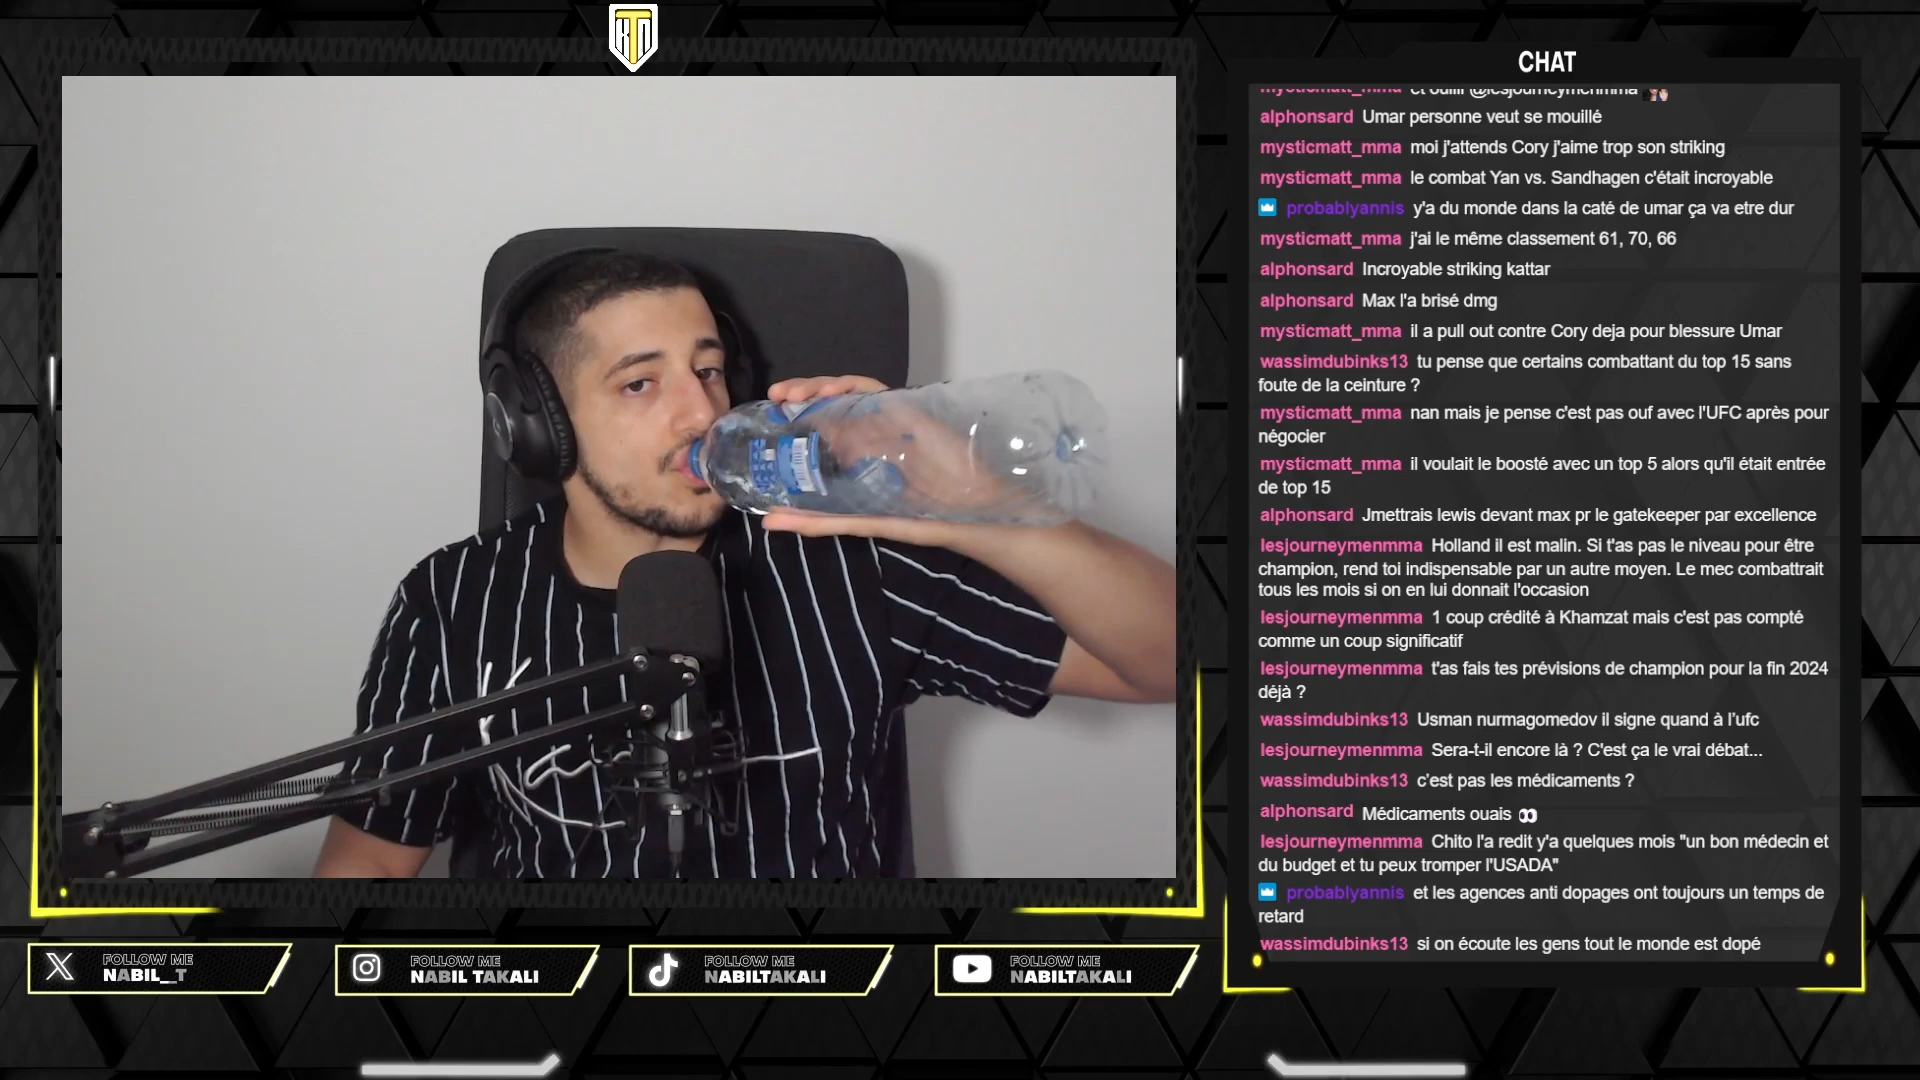 CHAT
mysticmatt_mma et ouiiii @lesjourneymenmma
alphonsard Umar personne veut se mouillé
mysticmatt_mma moi j'attends Cory j'aime trop son striking
mysticmatt_mma le combat Yan vs. Sandhagen c'était incroyable
probablyannis y'a du monde dans la caté de umar ça va etre dur
mysticmatt_mma j'ai le même classement 61, 70, 66
alphonsard Incroyable striking kattar
alphonsard Max l'a brisé dmg
mysticmatt_mma il a pull out contre Cory deja pour blessure Umar
wassimdubinks13 tu pense que certains combattant du top 15 sans
foute de la ceinture ?
mysticmatt_mma nan mais je pense c'est pas ouf avec l'UFC après pour
négocier
mysticmatt_mma il voulait le boosté avec un top 5 alors qu'il était entrée
de top 15
alphonsard Jmettrais lewis devant max pr le gatekeeper par excellence
lesjourneymenmma Holland il est malin. Si t'as pas le niveau pour être
champion, rend toi indispensable par un autre moyen. Le mec combattrait
tous les mois si on en lui donnait l'occasion
lesjourneymenmma 1 coup crédité à Khamzat mais c'est pas compté
comme un coup significatif
lesjourneymenmma t'as fais tes prévisions de champion pour la fin 2024
déjà ?
wassimdubinks13 Usman nurmagomedov il signe quand à l'ufc
lesjourneymenmma Sera-t-il encore là ? C'est ça le vrai débat...
wassimdubinks13 c'est pas les médicaments ?
alphonsard Médicaments ouais 👀
lesjourneymenmma Chito l'a redit y'a quelques mois "un bon médecin et
du budget et tu peux tromper l'USADA"
probablyannis et les agences anti dopages ont toujours un temps de
retard
wassimdubinks13 si on écoute les gens tout le monde est dopé
FOLLOW ME
NABIL_T
FOLLOW ME
NABIL TAKALI
FOLLOW ME
NABILTAKALI
FOLLOW ME
NABILTAKALI